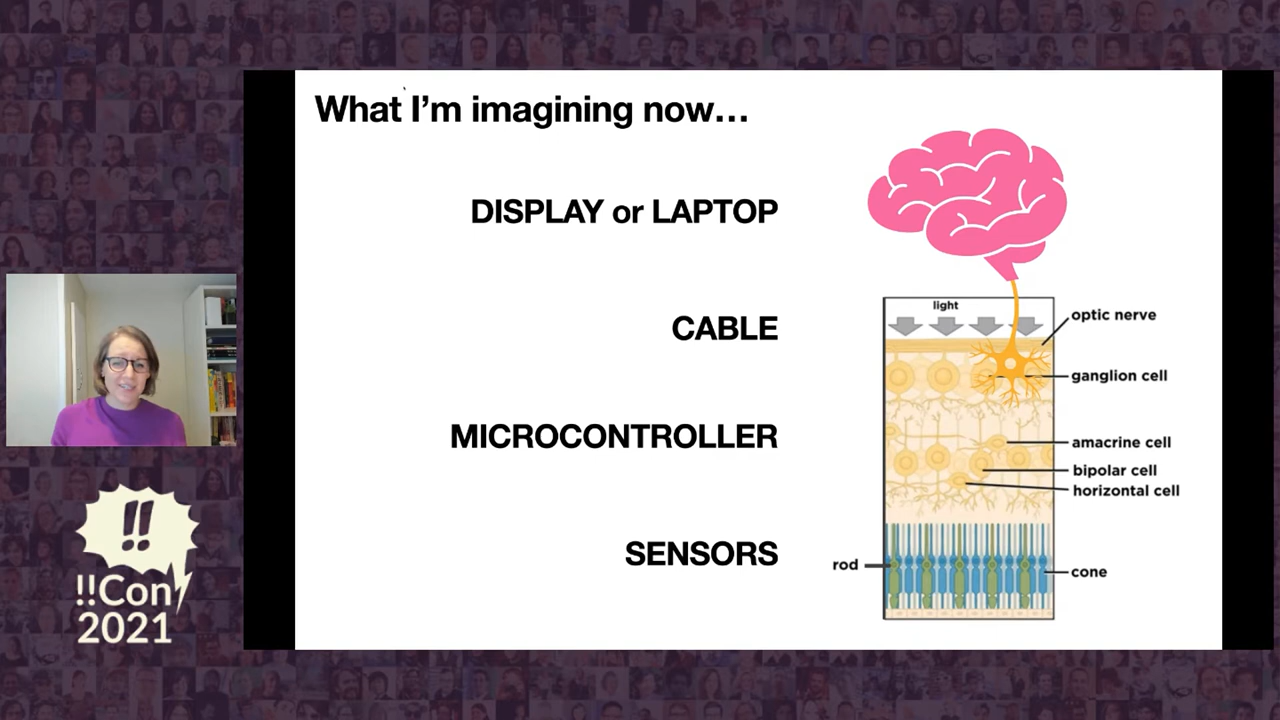 What I'm imagining now…
DISPLAY or LAPTOP
CABLE
MICROCONTROLLER
SENSORS
light
optic nerve
ganglion cell
amacrine cell
bipolar cell
horizontal cell
rod
cone
!!
!!Con
2021